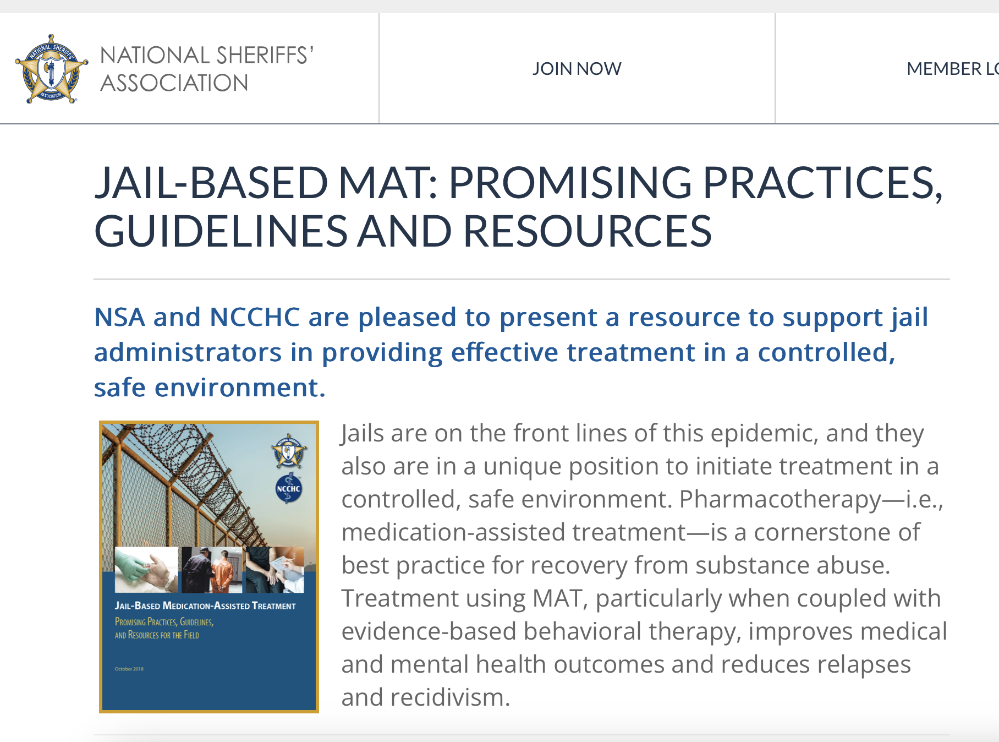 NATIONAL SHERIFFS'
ASSOCIATION
NATIONAL SHERIFFS'
ASSOCIATION
JOIN NOW
MEMBER LO
JAIL-BASED MAT: PROMISING PRACTICES,
GUIDELINES AND RESOURCES
NSA and NCCHC are pleased to present a resource to support jail
administrators in providing effective treatment in a controlled,
safe environment.
NCCHC
JAIL-BASED MEDICATION-ASSISTED TREATMENT
PROMISING PRACTICES, GUIDELINES,
AND RESOURCES FOR THE FIELD
October 2018
Jails are on the front lines of this epidemic, and they
also are in a unique position to initiate treatment in a
controlled, safe environment. Pharmacotherapy—i.e.,
medication-assisted treatment—is a cornerstone of
best practice for recovery from substance abuse.
Treatment using MAT, particularly when coupled with
evidence-based behavioral therapy, improves medical
and mental health outcomes and reduces relapses
and recidivism.